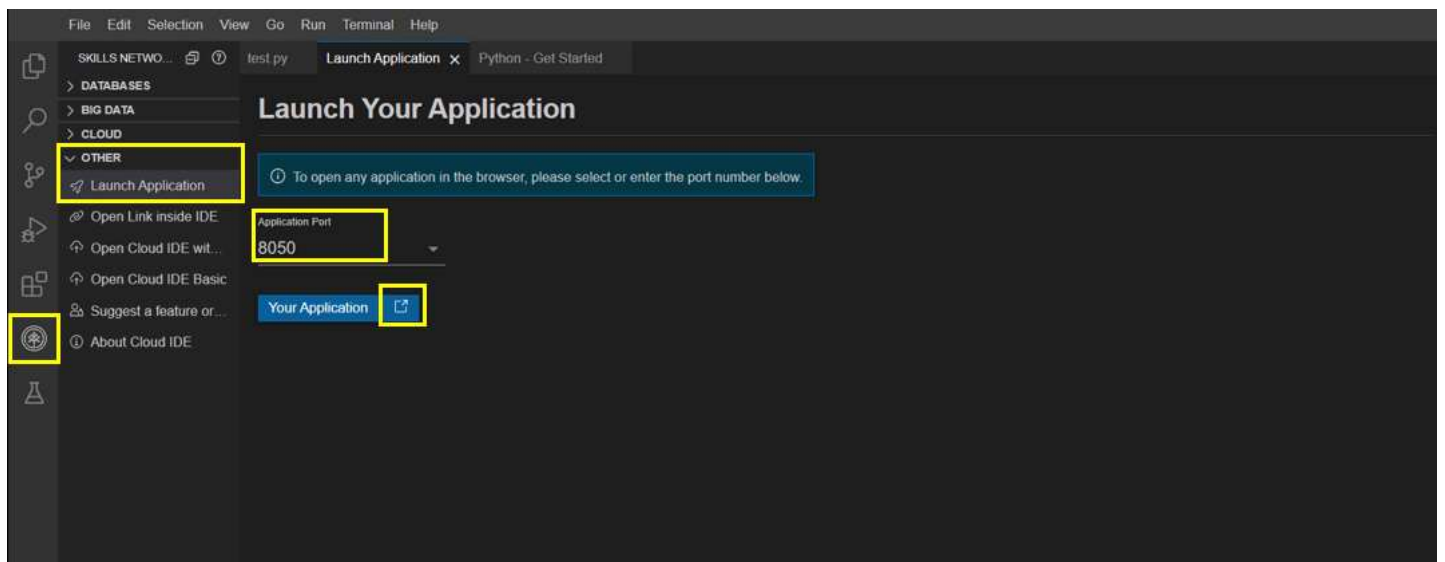 File Edit Selection View Go Run Terminal Help
SKILLS NETWO...
test.py Launch Application Python - Get Started
DATABASES
BIG DATA
CLOUD
OTHER
Launch Application
Open Link inside IDE
Open Cloud IDE wit...
Open Cloud IDE Basic
Suggest a feature or...
About Cloud IDE
Launch Your Application
To open any application in the browser, please select or enter the port number below.
Application Port
8050
Your Application